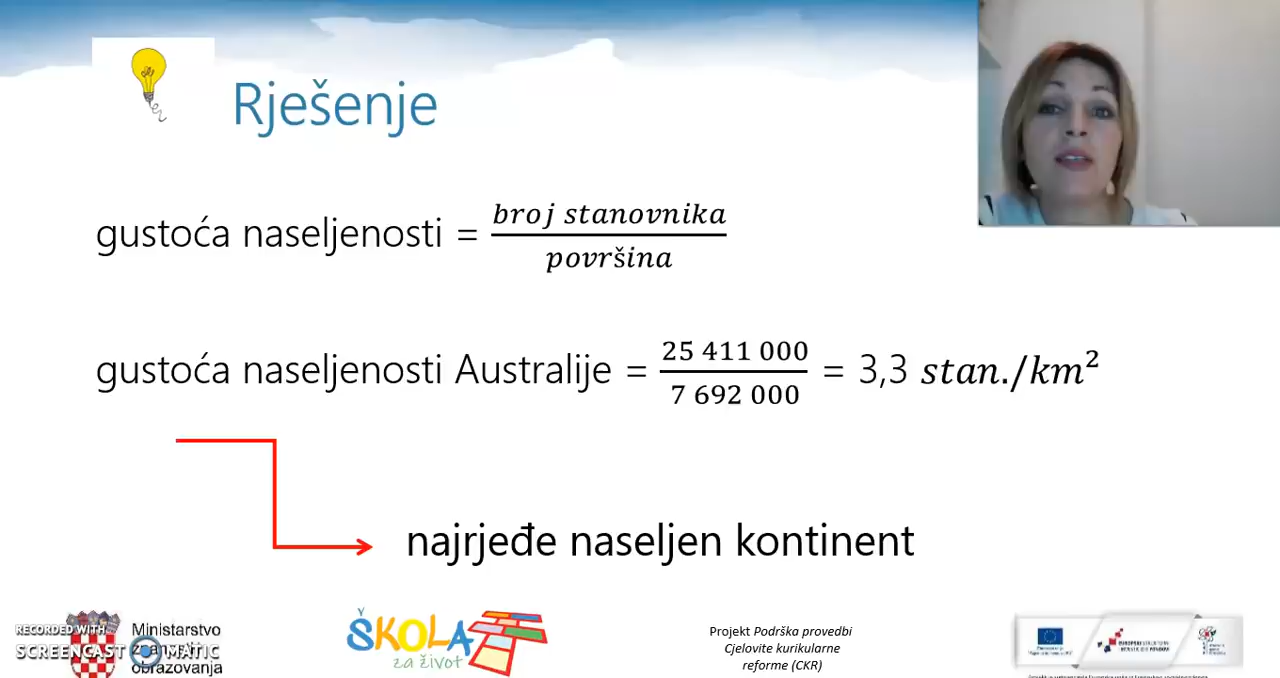 Rješenje
gustoća naseljenosti = broj stanovnika / površina
gustoća naseljenosti Australije = 25 411 000 / 7 692 000 = 3,3 stan./km²
najrjeđe naseljen kontinent
RECORDED WITH
SCREENCAST MATIC
Ministarstvo
znanosti i
obrazovanja
ŠKOLA
za život
Projekt Podrška provedbi
Cjelovite kurikularne
reforme (CKR)